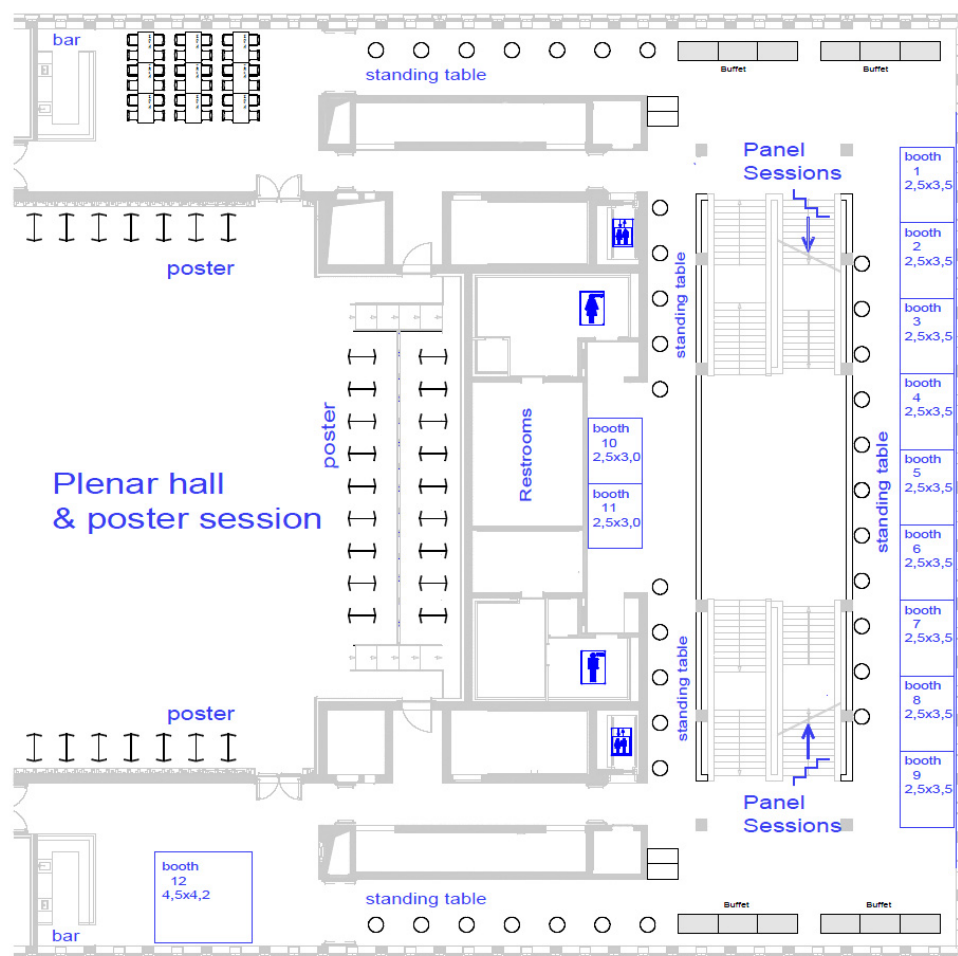 bar
standing table
Buffet
Buffet
Panel
Sessions
booth
1
2,5x3,5
booth
2
2,5x3,5
poster
standing table
booth
3
2,5x3,5
booth
4
2,5x3,5
poster
Restrooms
booth
10
2,5x3,0
booth
11
2,5x3,0
standing table
booth
5
2,5x3,5
Plenar hall
& poster session
booth
6
2,5x3,5
booth
7
2,5x3,5
standing table
booth
8
2,5x3,5
poster
booth
9
2,5x3,5
Panel
Sessions
booth
12
4,5x4,2
standing table
Buffet
Buffet
bar